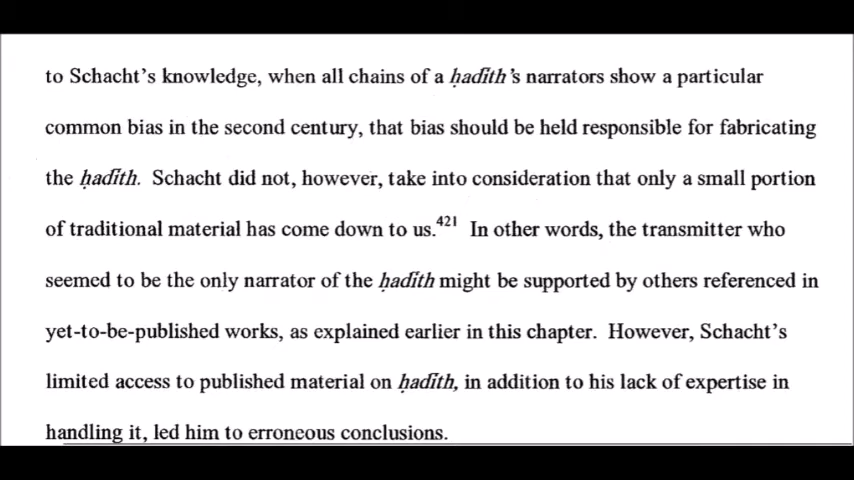 to Schacht's knowledge, when all chains of a ḥadīth's narrators show a particular
common bias in the second century, that bias should be held responsible for fabricating
the ḥadīth. Schacht did not, however, take into consideration that only a small portion
of traditional material has come down to us.421 In other words, the transmitter who
seemed to be the only narrator of the ḥadīth might be supported by others referenced in
yet-to-be-published works, as explained earlier in this chapter. However, Schacht's
limited access to published material on ḥadīth, in addition to his lack of expertise in
handling it, led him to erroneous conclusions.